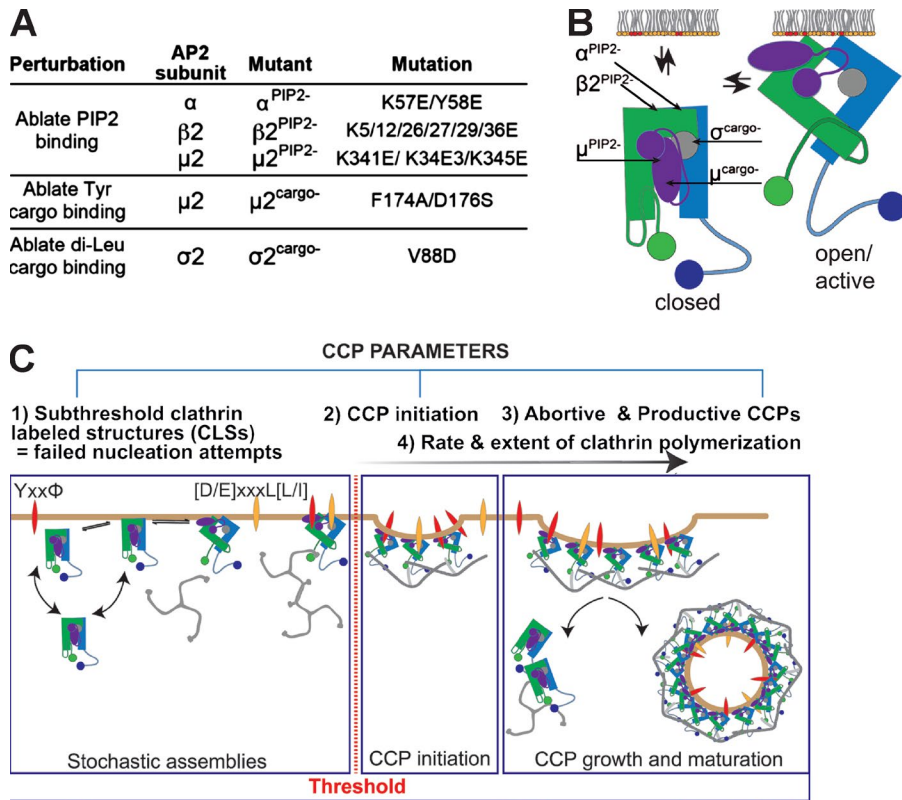 A
Perturbation AP2 subunit Mutant Mutation
Ablate PIP2 binding
α α^PIP2- K57E/Y58E
β2 β2^PIP2- K5/12/26/27/29/36E
μ2 μ2^PIP2- K341E/ K34E3/K345E
Ablate Tyr cargo binding μ2 μ2^cargo- F174A/D176S
Ablate di-Leu cargo binding σ2 σ2^cargo- V88D
B
α^PIP2-
β2^PIP2-
σ^cargo-
μ^PIP2-
μ^cargo-
closed
open/
active
C
CCP PARAMETERS
1) Subthreshold clathrin
labeled structures (CLSs)
= failed nucleation attempts
2) CCP initiation
3) Abortive & Productive CCPs
4) Rate & extent of clathrin polymerization
YxxΦ
[D/E]xxxL[L/I]
Stochastic assemblies
CCP initiation
CCP growth and maturation
Threshold